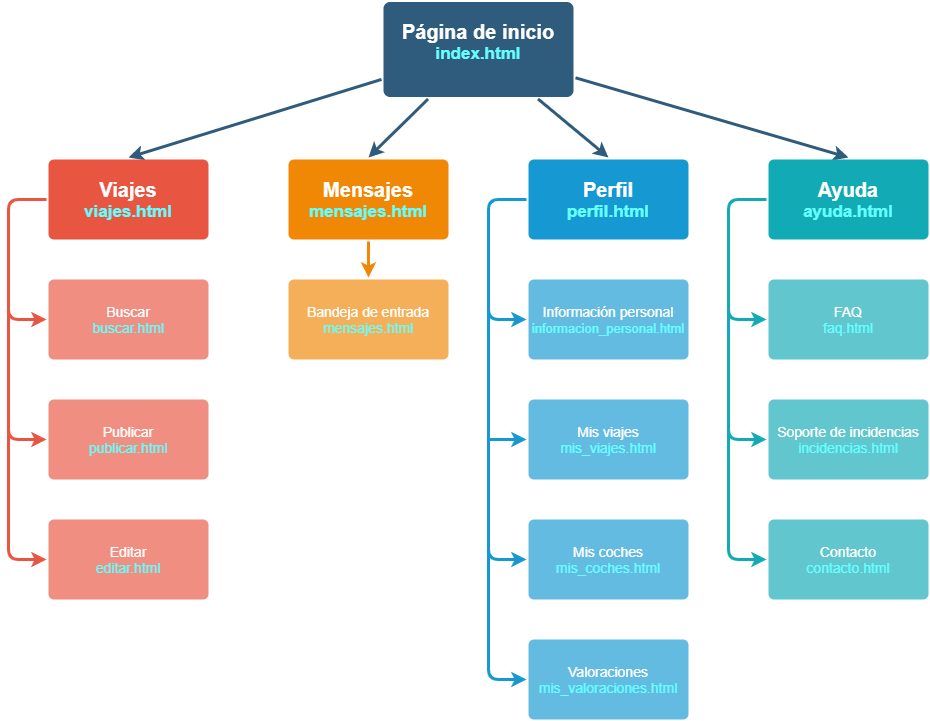 Página de inicio
index.html
Viajes
viajes.html
Mensajes
mensajes.html
Perfil
perfil.html
Ayuda
ayuda.html
Buscar
buscar.html
Bandeja de entrada
mensajes.html
Información personal
informacion_personal.html
FAQ
faq.html
Publicar
publicar.html
Mis viajes
mis_viajes.html
Soporte de incidencias
incidencias.html
Editar
editar.html
Mis coches
mis_coches.html
Contacto
contacto.html
Valoraciones
mis_valoraciones.html